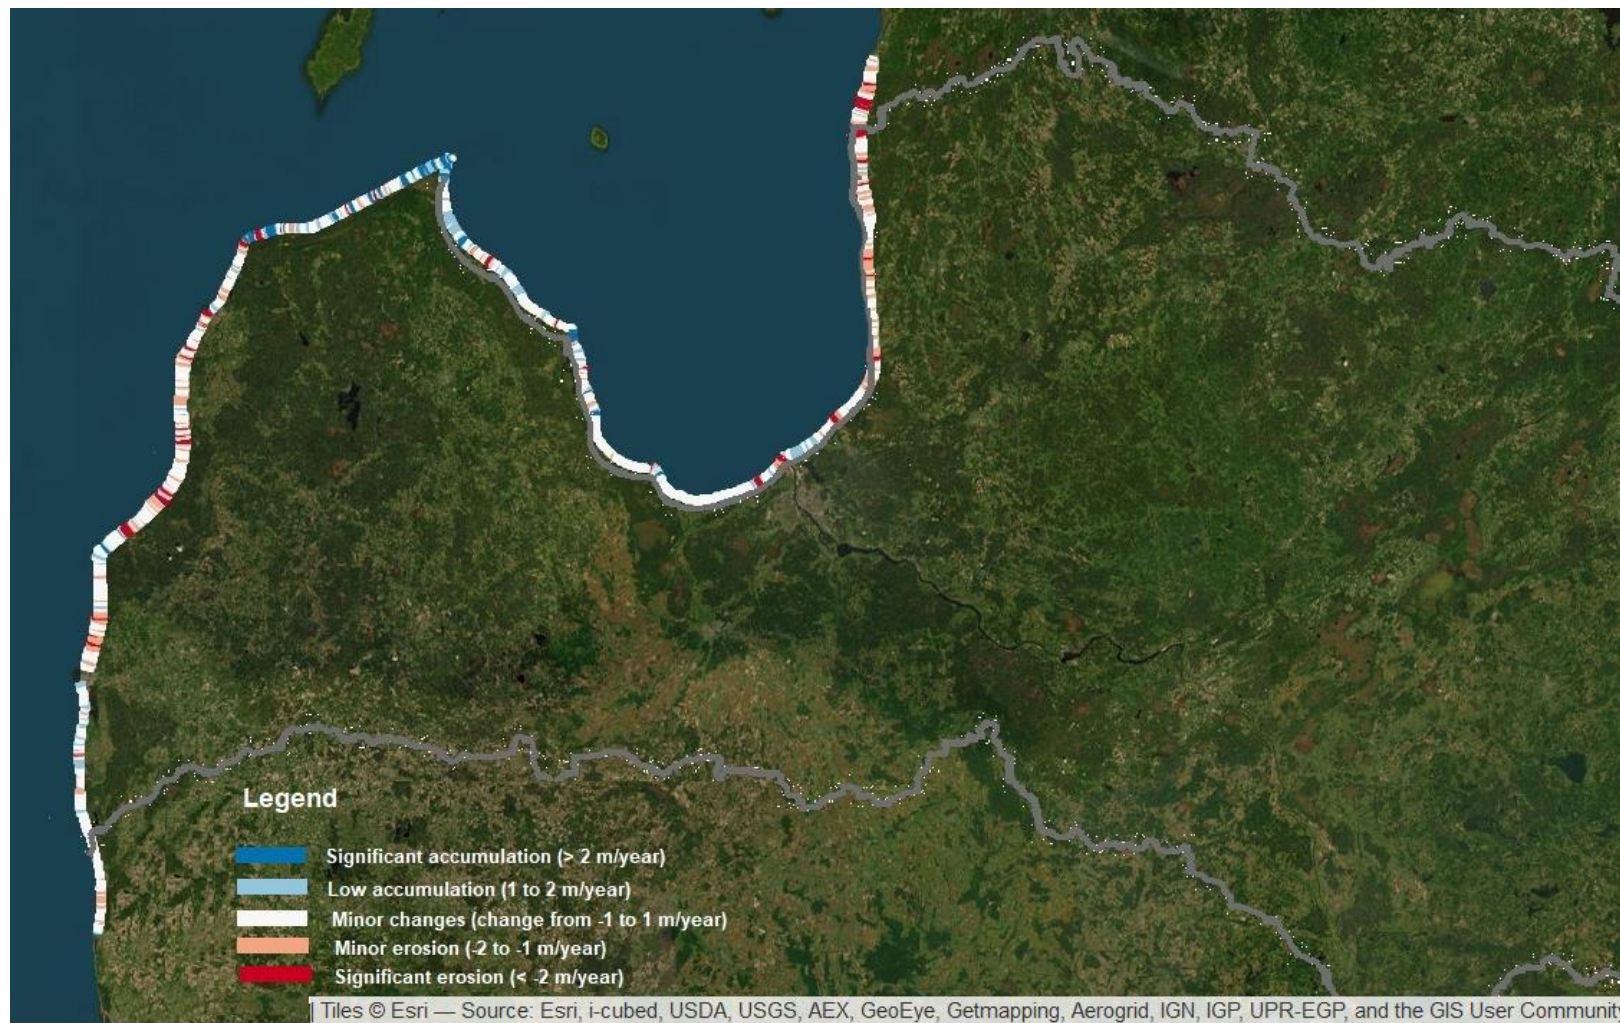 Legend
Significant accumulation (> 2 m/year)
Low accumulation (1 to 2 m/year)
Minor changes (change from -1 to 1 m/year)
Minor erosion (-2 to -1 m/year)
Significant erosion (< -2 m/year)
| Tiles © Esri — Source: Esri, i-cubed, USDA, USGS, AEX, GeoEye, Getmapping, Aerogrid, IGN, IGP, UPR-EGP, and the GIS User Communit